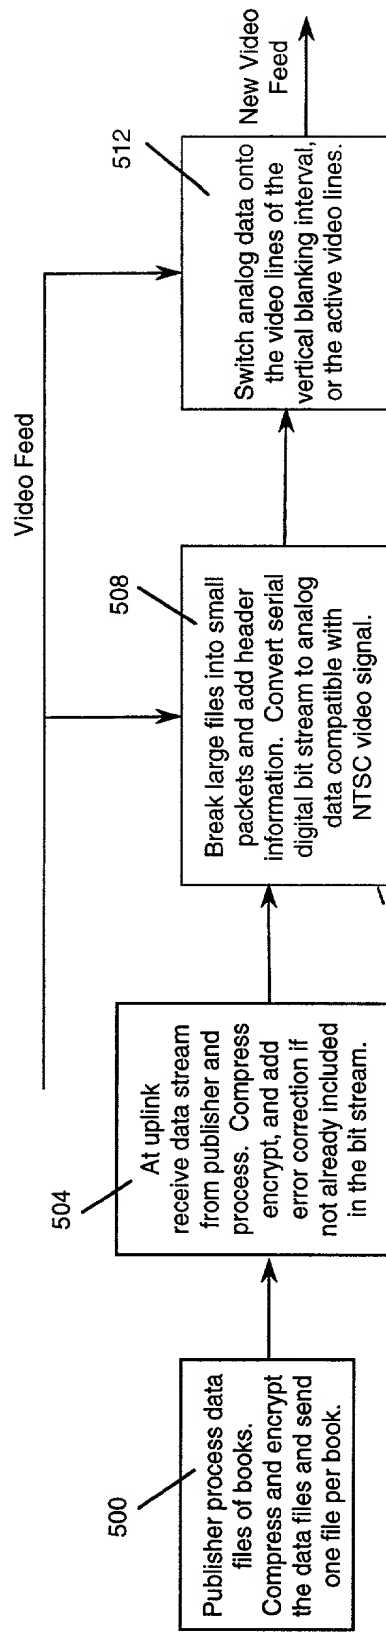 500
Publisher process data
files of books.
Compress and encrypt
the data files and send
one file per book.
504
At uplink
receive data stream
from publisher and
process. Compress
encrypt, and add
error correction if
not already included
in the bit stream.
Video Feed
508
Break large files into small
packets and add header
information. Convert serial
digital bit stream to analog
data compatible with
NTSC video signal.
512
Switch analog data onto
the video lines of the
vertical blanking interval,
or the active video lines.
New Video
Feed